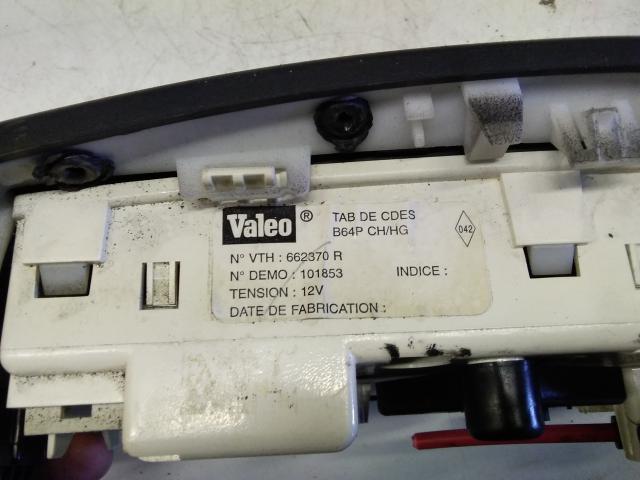 Valeo ® TAB DE CDES
B64P CH/HG
042
N° VTH : 662370 R
N° DEMO : 101853 INDICE :
TENSION : 12V
DATE DE FABRICATION :